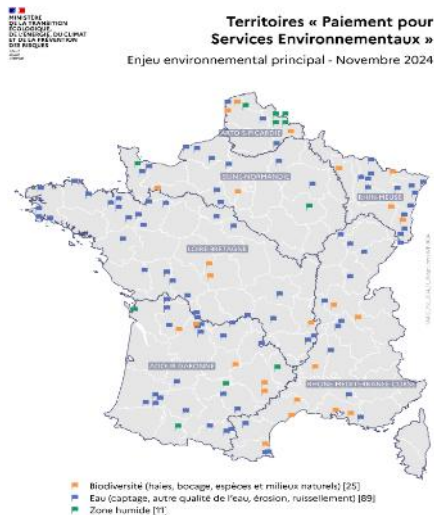 MINISTÈRE
DE LA TRANSITION
ÉCOLOGIQUE,
DE L'ÉNERGIE, DU CLIMAT
ET DE LA PRÉVENTION
DES RISQUES
Territoires « Paiement pour
Services Environnementaux »
Enjeu environnemental principal - Novembre 2024
ARTOIS-PICARDIE
SEINE-NORMANDIE
RHIN-MEUSE
LOIRE-BRETAGNE
ADOUR-GARONNE
RHÔNE-MÉDITERRANÉE-CORSE
Biodiversité (haies, bocage, espèces et milieux naturels) [25]
Eau (captage, autre qualité de l'eau, érosion, ruissellement) [89]
Zone humide [11]